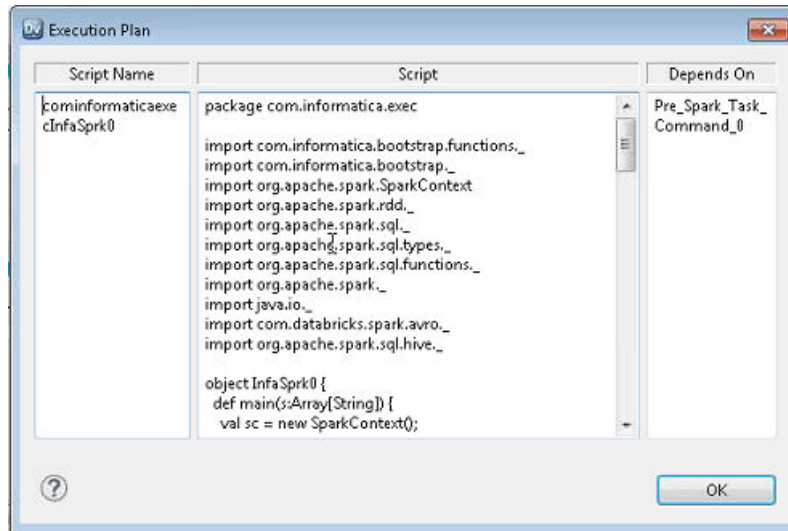 Execution Plan
Script Name
Script
Depends On
cominformaticaexe
cInfaSprk0
package com.informatica.exec
import com.informatica.bootstrap.functions._
import com.informatica.bootstrap._
import org.apache.spark.SparkContext
import org.apache.spark.rdd._
import org.apache.spark.sql._
import org.apache.spark.sql.types._
import org.apache.spark.sql.functions._
import org.apache.spark._
import java.io._
import com.databricks.spark.avro._
import org.apache.spark.sql.hive._
object InfaSprk0 {
def main(s:Array[String]) {
val sc = new SparkContext();
Pre_Spark_Task_
Command_0
?
OK